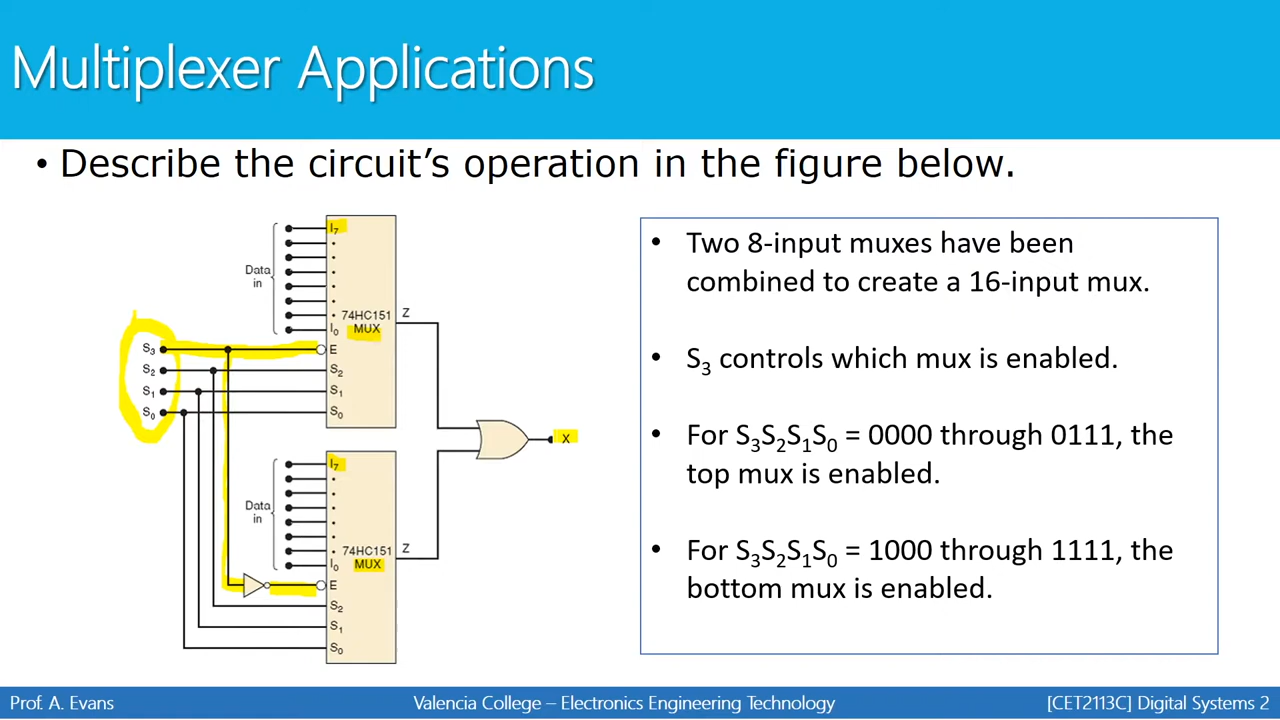 Multiplexer Applications
• Describe the circuit's operation in the figure below.
I7
Data
in
74HC151
Z
I0
MUX
S3
E
S2
S2
S1
S1
S0
S0
X
I7
Data
in
74HC151
Z
I0
MUX
E
S2
S1
S0
• Two 8-input muxes have been
combined to create a 16-input mux.
• S3 controls which mux is enabled.
• For S3S2S1S0 = 0000 through 0111, the
top mux is enabled.
• For S3S2S1S0 = 1000 through 1111, the
bottom mux is enabled.
Prof. A. Evans
Valencia College – Electronics Engineering Technology
[CET2113C] Digital Systems 2